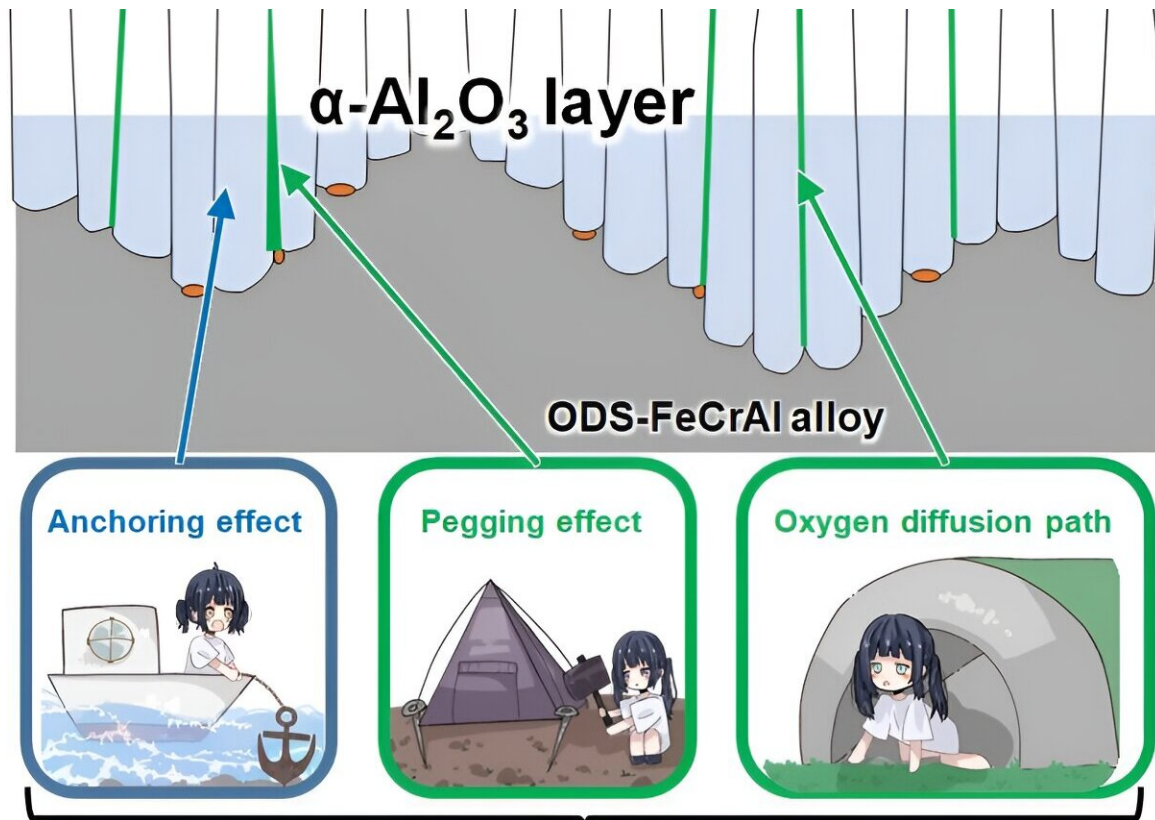 α-Al₂O₃ layer
ODS-FeCrAl alloy
Anchoring effect
Pegging effect
Oxygen diffusion path